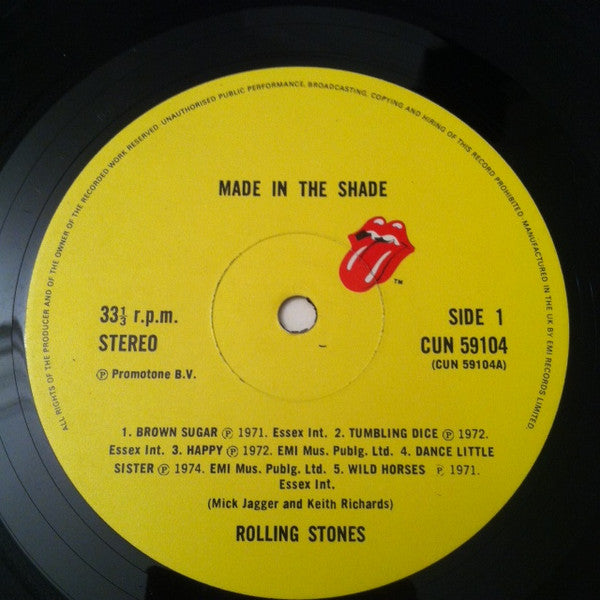 ALL RIGHTS OF THE PRODUCER AND OF THE OWNER OF THE RECORDED WORK RESERVED. UNAUTHORISED PUBLIC PERFORMANCE, BROADCASTING, COPYING AND HIRING OF THIS RECORD PROHIBITED. MANUFACTURED IN THE UK BY EMI RECORDS LIMITED.
MADE IN THE SHADE
TM
33⅓ r.p.m.
STEREO
Ⓟ Promotone B.V.
SIDE 1
CUN 59104
(CUN 59104A)
1. BROWN SUGAR Ⓟ 1971. Essex Int. 2. TUMBLING DICE Ⓟ 1972.
Essex Int. 3. HAPPY Ⓟ 1972. EMI Mus. Publg. Ltd. 4. DANCE LITTLE
SISTER Ⓟ 1974. EMI Mus. Publg. Ltd. 5. WILD HORSES Ⓟ 1971.
Essex Int.
(Mick Jagger and Keith Richards)
ROLLING STONES